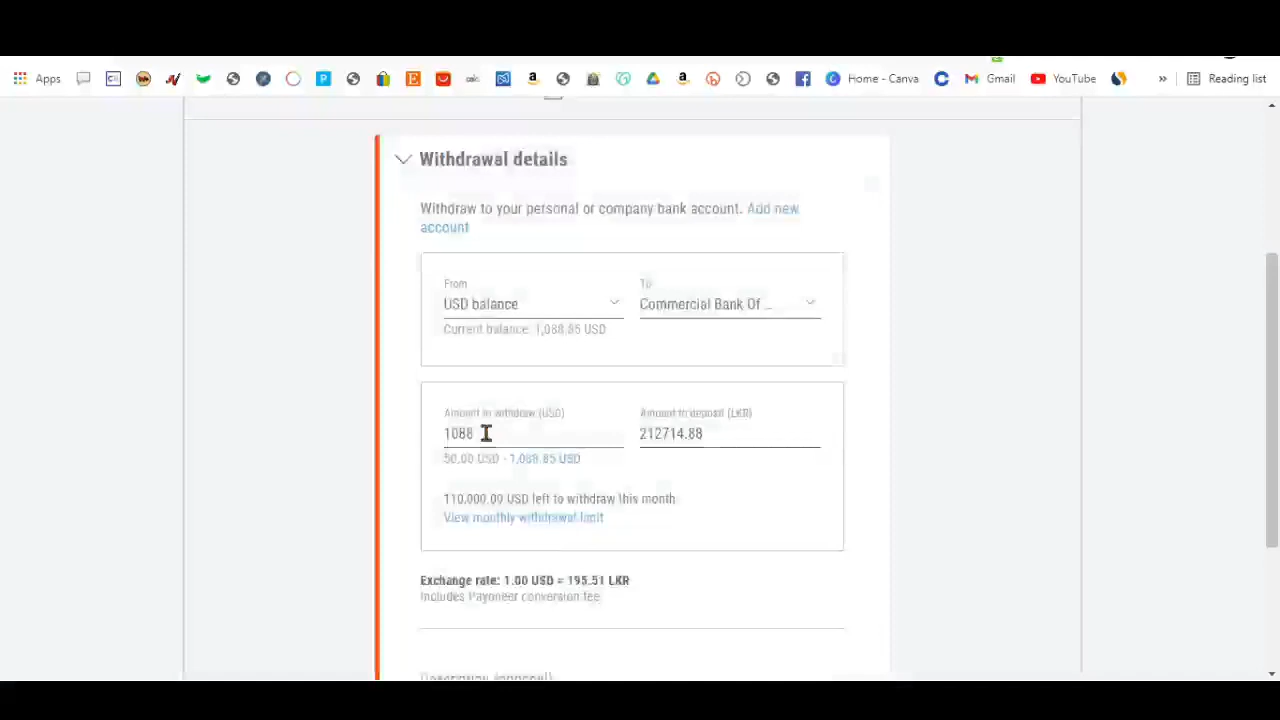 Apps
Home - Canva
Gmail
YouTube
»
Reading list
Withdrawal details
Withdraw to your personal or company bank account. Add new
account
From
To
USD balance
Commercial Bank Of ...
Current balance: 1,088.85 USD
Amount to withdraw (USD)
Amount to deposit (LKR)
1088
212714.88
50.00 USD - 1,088.85 USD
110,000.00 USD left to withdraw this month
View monthly withdrawal limit
Exchange rate: 1.00 USD = 195.51 LKR
Includes Payoneer conversion fee